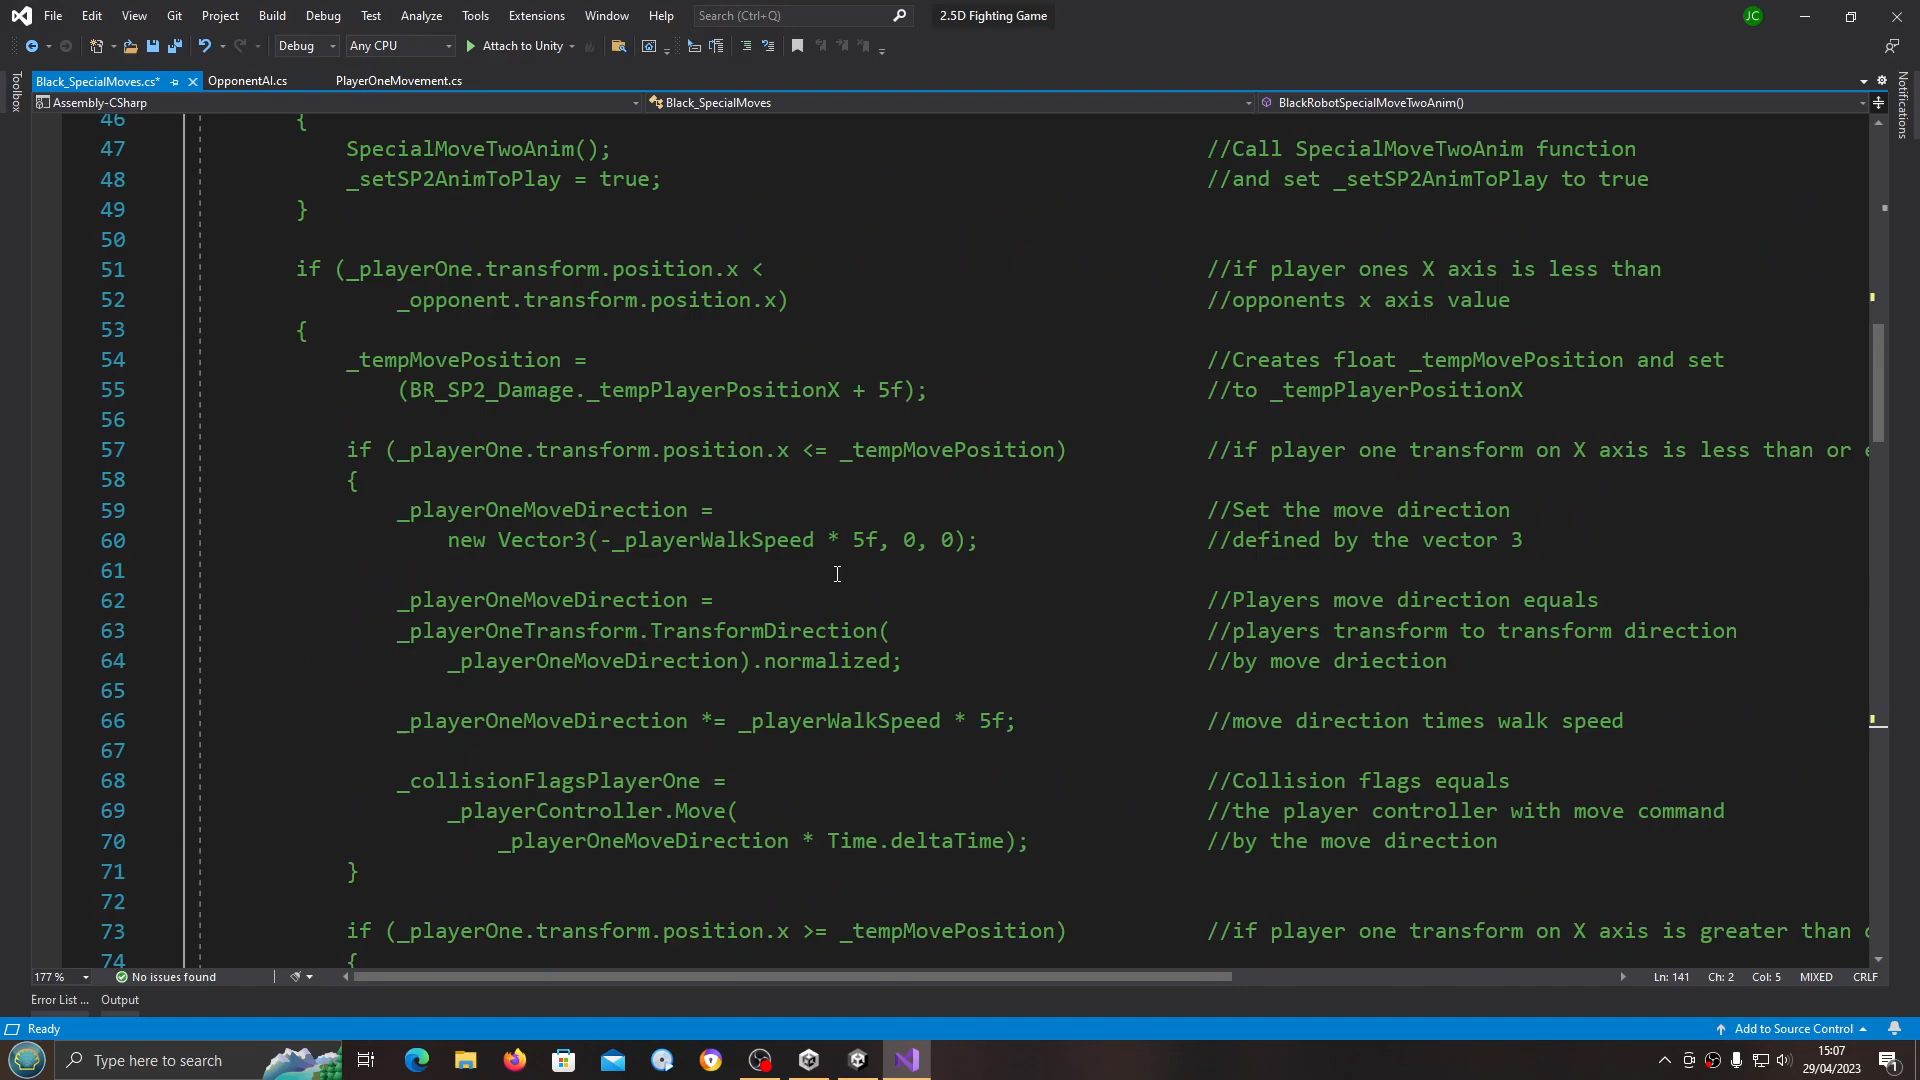 File Edit View Git Project Build Debug Test Analyze Tools Extensions Window Help Search (Ctrl+Q) 2.5D Fighting Game JC
Debug Any CPU Attach to Unity
Toolbox
Black_SpecialMoves.cs* OpponentAI.cs PlayerOneMovement.cs
Notifications
Assembly-CSharp Black_SpecialMoves BlackRobotSpecialMoveTwoAnim()
46 {
47 SpecialMoveTwoAnim(); //Call SpecialMoveTwoAnim function
48 _setSP2AnimToPlay = true; //and set _setSP2AnimToPlay to true
49 }
50
51 if (_playerOne.transform.position.x < //if player ones X axis is less than
52 _opponent.transform.position.x) //opponents x axis value
53 {
54 _tempMovePosition = //Creates float _tempMovePosition and set
55 (BR_SP2_Damage._tempPlayerPositionX + 5f); //to _tempPlayerPositionX
56
57 if (_playerOne.transform.position.x <= _tempMovePosition) //if player one transform on X axis is less than or
58 {
59 _playerOneMoveDirection = //Set the move direction
60 new Vector3(-_playerWalkSpeed * 5f, 0, 0); //defined by the vector 3
61
62 _playerOneMoveDirection = //Players move direction equals
63 _playerOneTransform.TransformDirection( //players transform to transform direction
64 _playerOneMoveDirection).normalized; //by move driection
65
66 _playerOneMoveDirection *= _playerWalkSpeed * 5f; //move direction times walk speed
67
68 _collisionFlagsPlayerOne = //Collision flags equals
69 _playerController.Move( //the player controller with move command
70 _playerOneMoveDirection * Time.deltaTime); //by the move direction
71 }
72
73 if (_playerOne.transform.position.x >= _tempMovePosition) //if player one transform on X axis is greater than
74 {
177 % No issues found Ln: 141 Ch: 2 Col: 5 MIXED CRLF
Error List ... Output
Ready Add to Source Control
Type here to search 15:07
29/04/2023 1